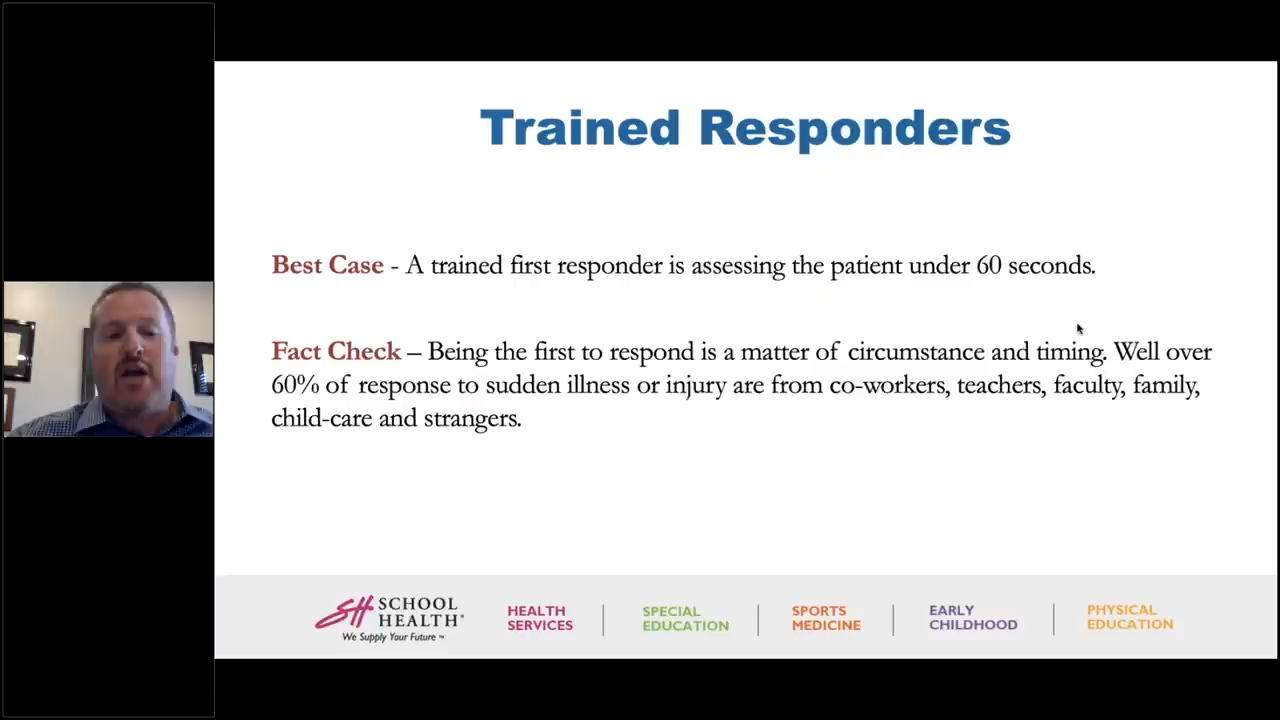 Trained Responders
Best Case - A trained first responder is assessing the patient under 60 seconds.
Fact Check – Being the first to respond is a matter of circumstance and timing. Well over
60% of response to sudden illness or injury are from co-workers, teachers, faculty, family,
child-care and strangers.
SH SCHOOL
HEALTH®
We Supply Your Future™
HEALTH
SERVICES
SPECIAL
EDUCATION
SPORTS
MEDICINE
EARLY
CHILDHOOD
PHYSICAL
EDUCATION